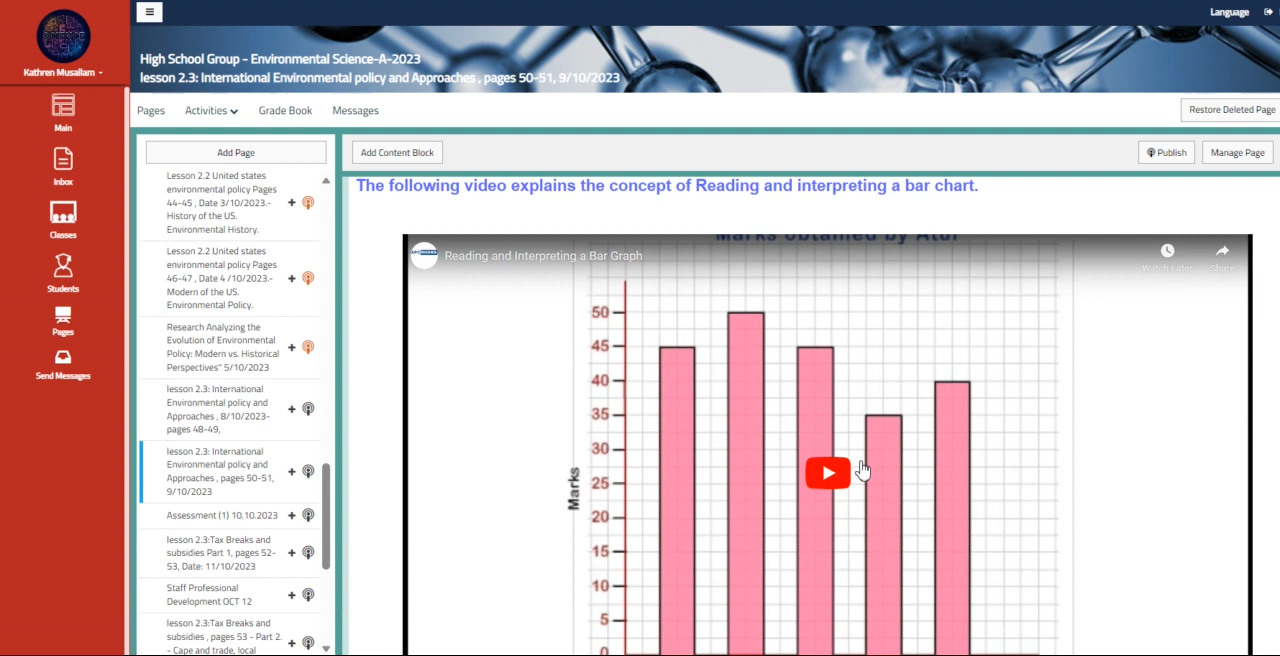 Language
Kathren Musallam
High School Group - Environmental Science-A-2023
lesson 2.3: International Environmental policy and Approaches , pages 50-51, 9/10/2023
Main
Inbox
Classes
Students
Pages
Send Messages
Pages
Activities
Grade Book
Messages
Restore Deleted Page
Add Page
Add Content Block
Publish
Manage Page
Lesson 2.2 United states
environmental policy Pages
44-45 , Date 3/10/2023.-
History of the US.
Environmental History.
Lesson 2.2 United states
environmental policy Pages
46-47 , Date 4 /10/2023.-
Modern of the US.
Environmental Policy.
Research Analyzing the
Evolution of Environmental
Policy: Modern vs. Historical
Perspectives" 5/10/2023
lesson 2.3: International
Environmental policy and
Approaches , 8/10/2023-
pages 48-49,
lesson 2.3: International
Environmental policy and
Approaches , pages 50-51,
9/10/2023
Assessment (1) 10.10.2023
lesson 2.3:Tax Breaks and
subsidies Part 1, pages 52-
53, Date: 11/10/2023
Staff Professional
Development OCT 12
lesson 2.3:Tax Breaks and
subsidies , pages 53 - Part 2.
- Cape and trade, local
The following video explains the concept of Reading and interpreting a bar chart.
Marks obtained by Atul
Reading and Interpreting a Bar Graph
Watch Later
Share
50
45
40
35
30
25
20
15
10
5
0
Marks